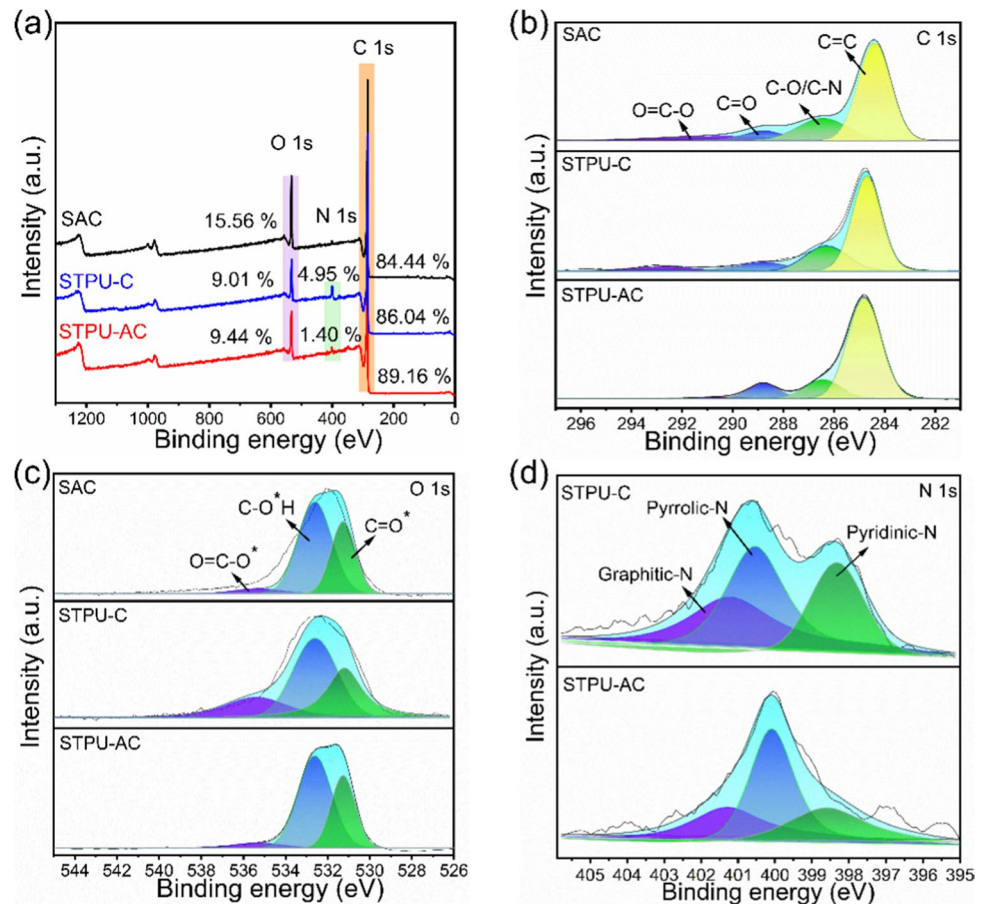 (a)
C 1s
O 1s
N 1s
SAC
15.56 %
84.44 %
STPU-C
9.01 %
4.95 %
86.04 %
STPU-AC
9.44 %
1.40 %
89.16 %
Intensity (a.u.)
1200 1000 800 600 400 200 0
Binding energy (eV)
(b)
SAC
C 1s
C=C
C-O/C-N
C=O
O=C-O
STPU-C
STPU-AC
Intensity (a.u.)
296 294 292 290 288 286 284 282
Binding energy (eV)
(c)
SAC
O 1s
C-O*H
C=O*
O=C-O*
STPU-C
STPU-AC
Intensity (a.u.)
544 542 540 538 536 534 532 530 528 526
Binding energy (eV)
(d)
STPU-C
N 1s
Pyrrolic-N
Pyridinic-N
Graphitic-N
STPU-AC
Intensity (a.u.)
405 404 402 401 400 399 398 397 395
Binding energy (eV)